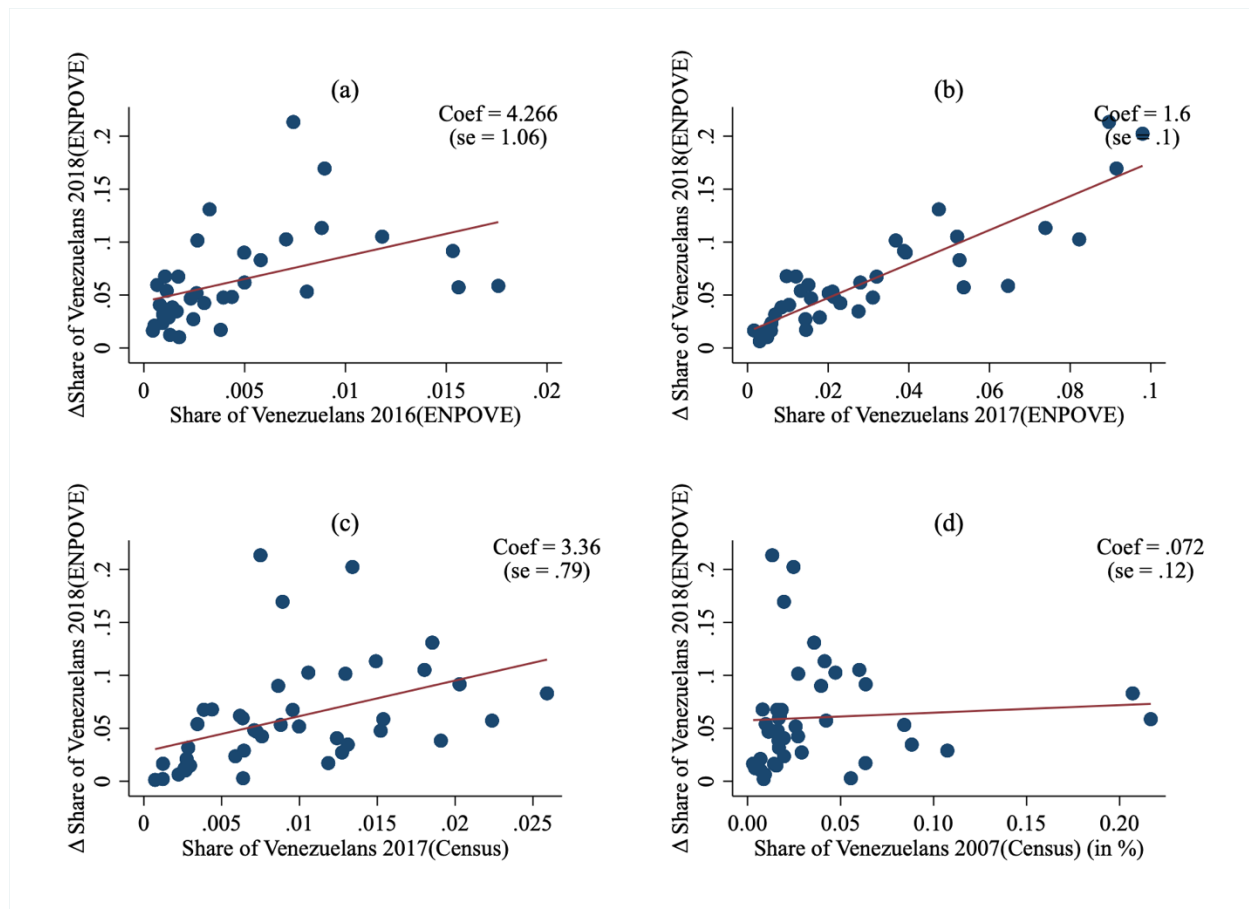 (a)
Coef = 4.266
(se = 1.06)
ΔShare of Venezuelans 2018(ENPOVE)
.2
.15
.1
.05
0
0
.005
.01
.015
.02
Share of Venezuelans 2016(ENPOVE)
(b)
Coef = 1.6
(se = .1)
Δ Share of Venezuelans 2018(ENPOVE)
.2
.15
.1
.05
0
0
.02
.04
.06
.08
.1
Share of Venezuelans 2017(ENPOVE)
(c)
Coef = 3.36
(se = .79)
Δ Share of Venezuelans 2018(ENPOVE)
.2
.15
.1
.05
0
0
.005
.01
.015
.02
.025
Share of Venezuelans 2017(Census)
(d)
Coef = .072
(se = .12)
Δ Share of Venezuelans 2018(ENPOVE)
.2
.15
.1
.05
0
0.00
0.05
0.10
0.15
0.20
Share of Venezuelans 2007(Census) (in %)